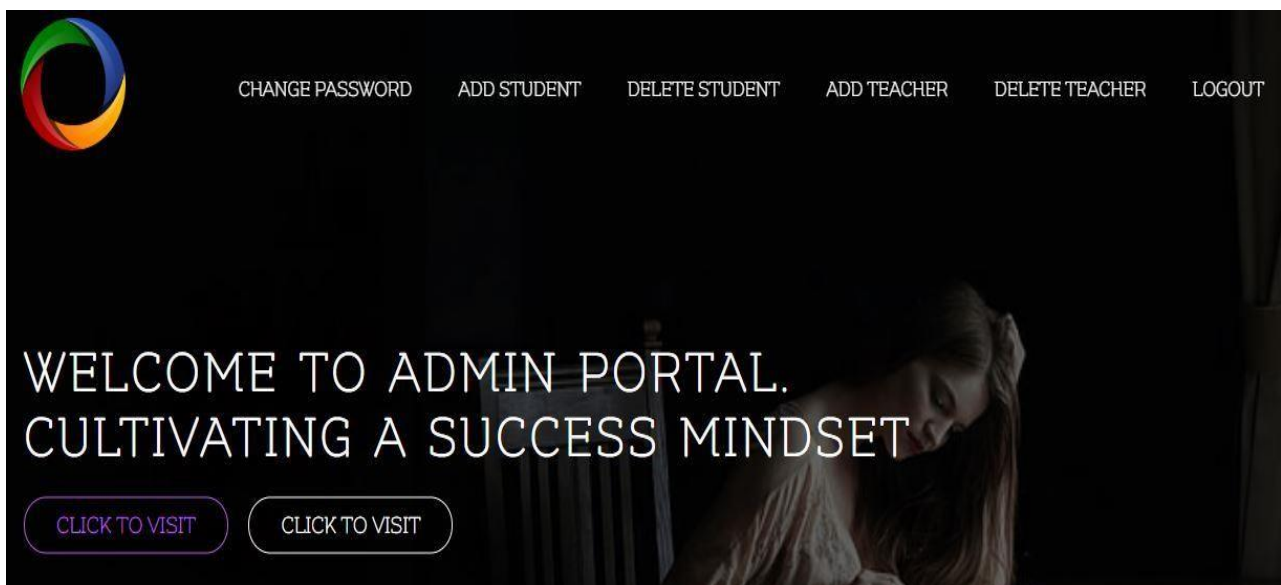 CHANGE PASSWORD ADD STUDENT DELETE STUDENT ADD TEACHER DELETE TEACHER LOGOUT
WELCOME TO ADMIN PORTAL.
CULTIVATING A SUCCESS MINDSET
CLICK TO VISIT CLICK TO VISIT